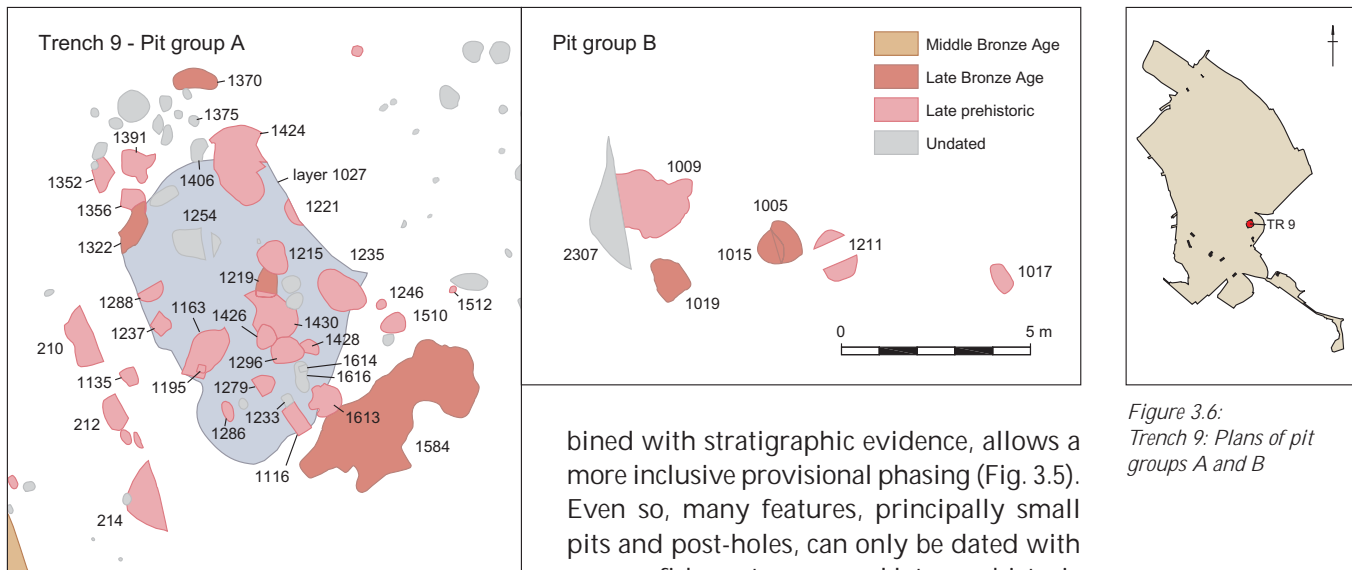 Trench 9 - Pit group A
1370
1375
1424
1391
1352
1406
layer 1027
1356
1221
1254
1322
1215
1235
1219
1288
1163
1246
1512
1237
1426
1430
1510
210
1428
1296
1614
1135
1195
1279
1616
212
1233
1613
1286
1584
1116
214
Pit group B
Middle Bronze Age
Late Bronze Age
Late prehistoric
Undated
1009
1005
2307
1015
1211
1019
1017
0
5 m
TR 9
Figure 3.6:
Trench 9: Plans of pit
groups A and B
bined with stratigraphic evidence, allows a
more inclusive provisional phasing (Fig. 3.5).
Even so, many features, principally small
pits and post-holes, can only be dated with